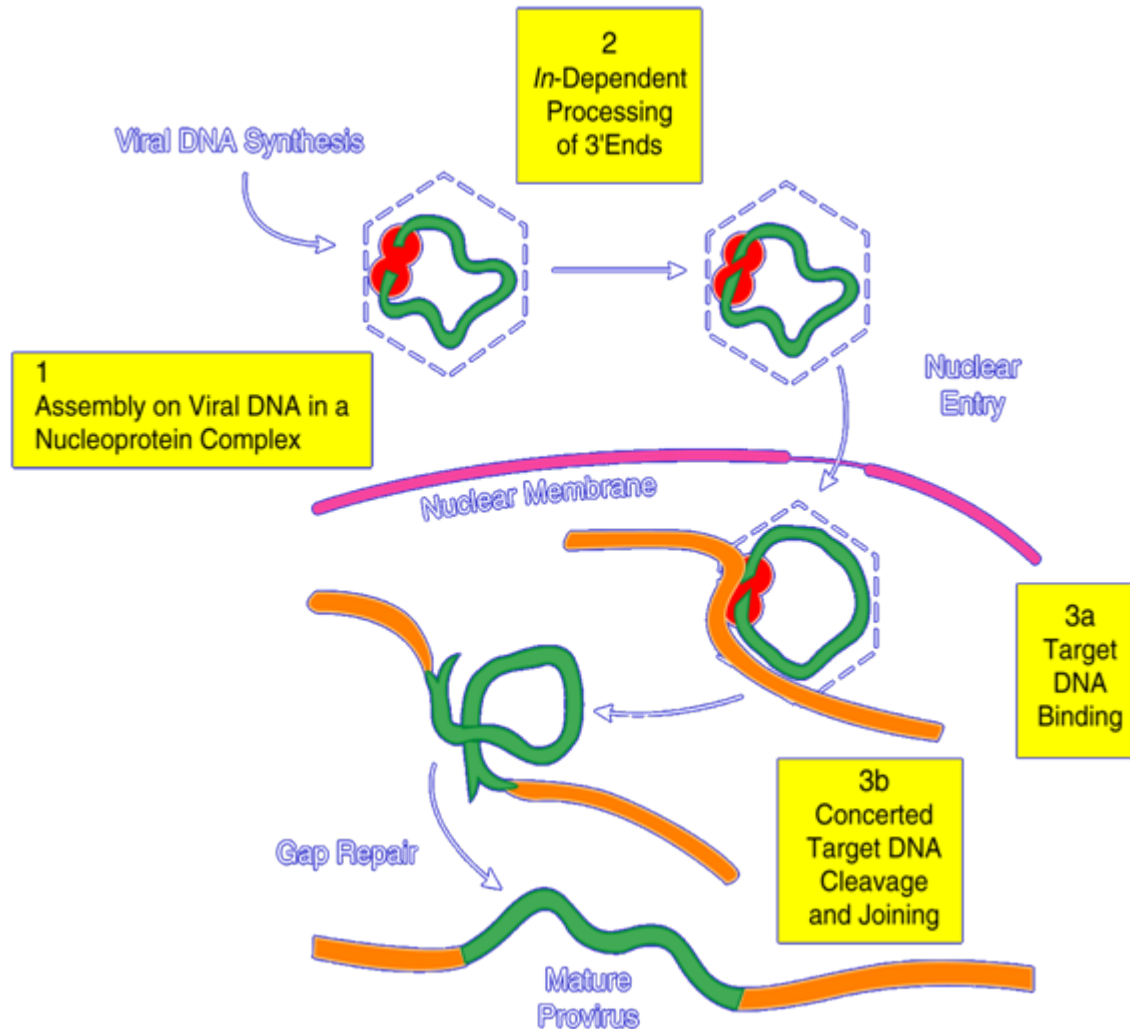 2
In-Dependent
Processing
of 3'Ends
Viral DNA Synthesis
1
Assembly on Viral DNA in a
Nucleoprotein Complex
Nuclear
Entry
Nuclear Membrane
3a
Target
DNA
Binding
3b
Concerted
Target DNA
Cleavage
and Joining
Gap Repair
Mature
Provirus